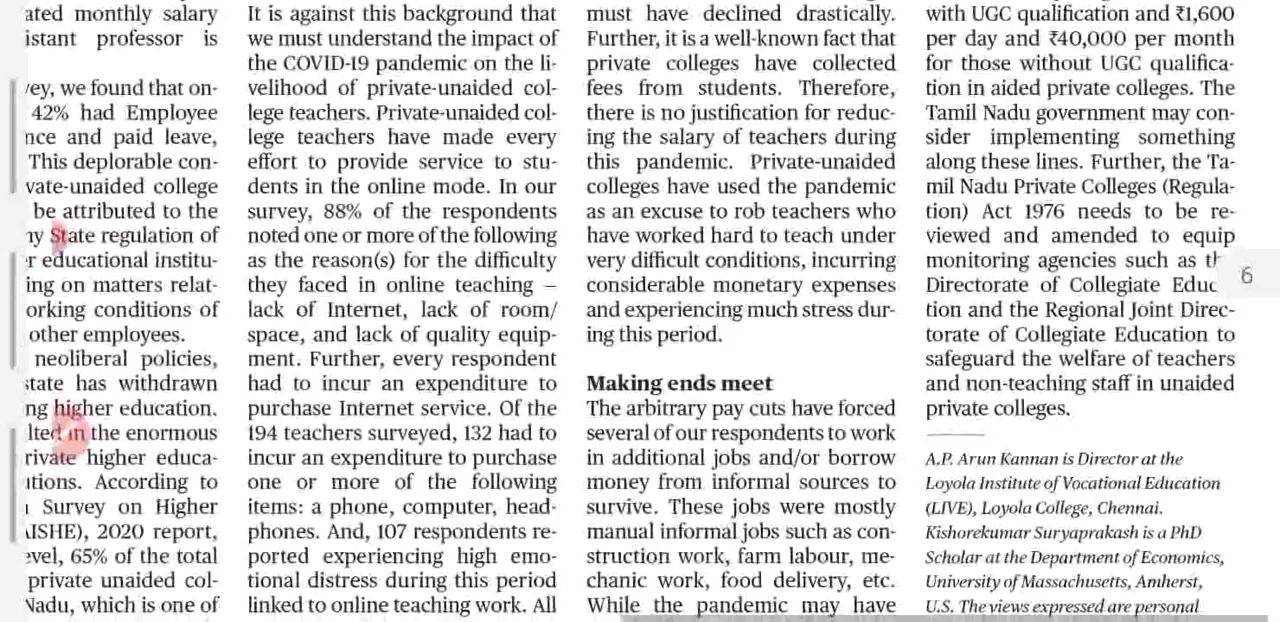 ated monthly salary
istant professor is
ey, we found that on-
42% had Employee
nce and paid leave,
This deplorable con-
vate-unaided college
be attributed to the
ny State regulation of
r educational institu-
ing on matters relat-
orking conditions of
other employees.
neoliberal policies,
state has withdrawn
ng higher education.
lted in the enormous
rivate higher educa-
tions. According to
Survey on Higher
AISHE), 2020 report,
evel, 65% of the total
private unaided col-
Nadu, which is one of
It is against this background that
we must understand the impact of
the COVID-19 pandemic on the li-
velihood of private-unaided col-
lege teachers. Private-unaided col-
lege teachers have made every
effort to provide service to stu-
dents in the online mode. In our
survey, 88% of the respondents
noted one or more of the following
as the reason(s) for the difficulty
they faced in online teaching –
lack of Internet, lack of room/
space, and lack of quality equip-
ment. Further, every respondent
had to incur an expenditure to
purchase Internet service. Of the
194 teachers surveyed, 132 had to
incur an expenditure to purchase
one or more of the following
items: a phone, computer, head-
phones. And, 107 respondents re-
ported experiencing high emo-
tional distress during this period
linked to online teaching work. All
must have declined drastically.
Further, it is a well-known fact that
private colleges have collected
fees from students. Therefore,
there is no justification for reduc-
ing the salary of teachers during
this pandemic. Private-unaided
colleges have used the pandemic
as an excuse to rob teachers who
have worked hard to teach under
very difficult conditions, incurring
considerable monetary expenses
and experiencing much stress dur-
ing this period.
Making ends meet
The arbitrary pay cuts have forced
several of our respondents to work
in additional jobs and/or borrow
money from informal sources to
survive. These jobs were mostly
manual informal jobs such as con-
struction work, farm labour, me-
chanic work, food delivery, etc.
While the pandemic may have
with UGC qualification and ₹1,600
per day and ₹40,000 per month
for those without UGC qualifica-
tion in aided private colleges. The
Tamil Nadu government may con-
sider implementing something
along these lines. Further, the Ta-
mil Nadu Private Colleges (Regula-
tion) Act 1976 needs to be re-
viewed and amended to equip
monitoring agencies such as th
Directorate of Collegiate Educ
tion and the Regional Joint Direc-
torate of Collegiate Education to
safeguard the welfare of teachers
and non-teaching staff in unaided
private colleges.
A.P. Arun Kannan is Director at the
Loyola Institute of Vocational Education
(LIVE), Loyola College, Chennai.
Kishorekumar Suryaprakash is a PhD
Scholar at the Department of Economics,
University of Massachusetts, Amherst,
U.S. The views expressed are personal
6